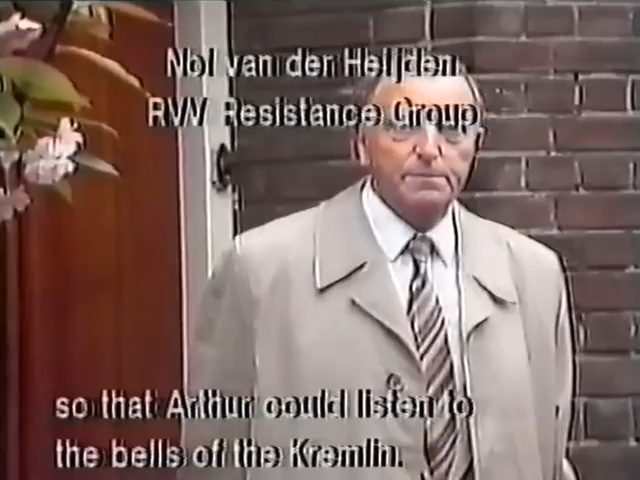 Nol van der Heijden
RVV Resistance Group
so that Arthur could listen to
the bells of the Kremlin.